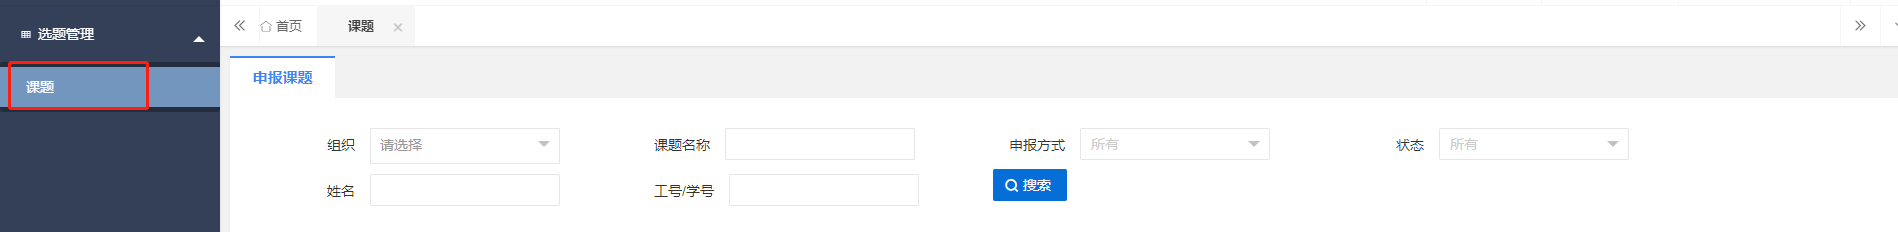 选题管理
课题
首页
课题
申报课题
组织 请选择
课题名称
申报方式 所有
状态 所有
姓名
工号/学号
搜索